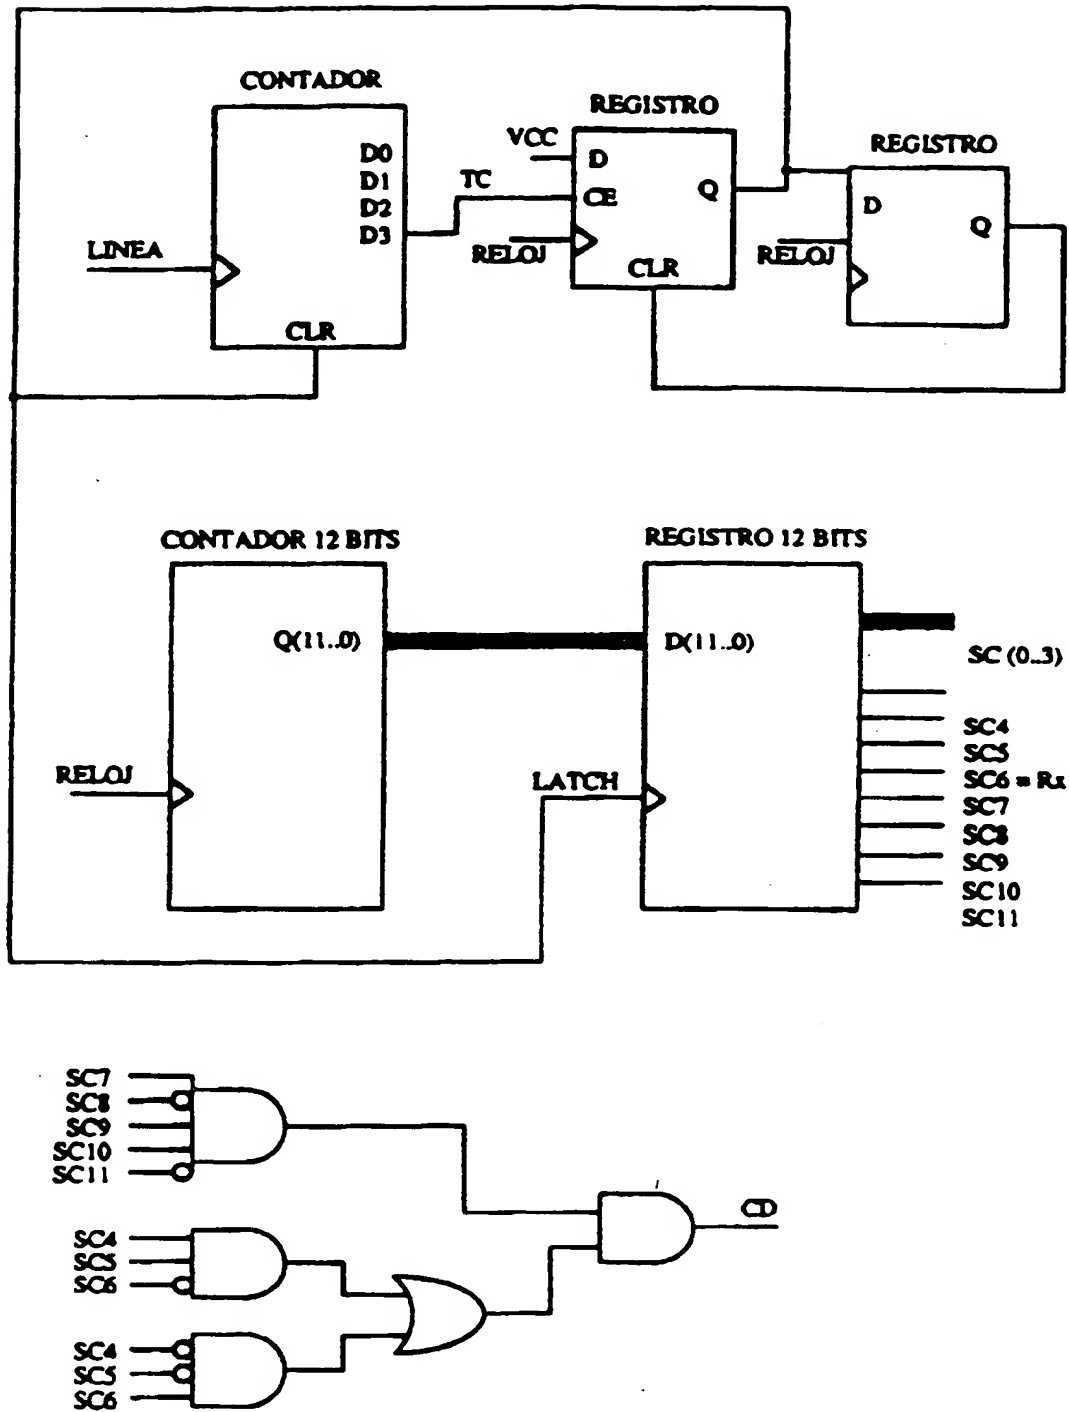 CONTADOR
D0
D1
D2
D3
LINEA
CLR
TC
REGISTRO
VCC
D
CE
Q
RELOJ
CLR
REGISTRO
D
Q
RELOJ
CONTADOR 12 BITS
Q(11..0)
RELOJ
REGISTRO 12 BITS
D(11..0)
LATCH
SC (0..3)
SC4
SC5
SC6 = Rx
SC7
SC8
SC9
SC10
SC11
SC7
SC8
SC9
SC10
SC11
SC4
SC5
SC6
SC4
SC5
SC6
CD